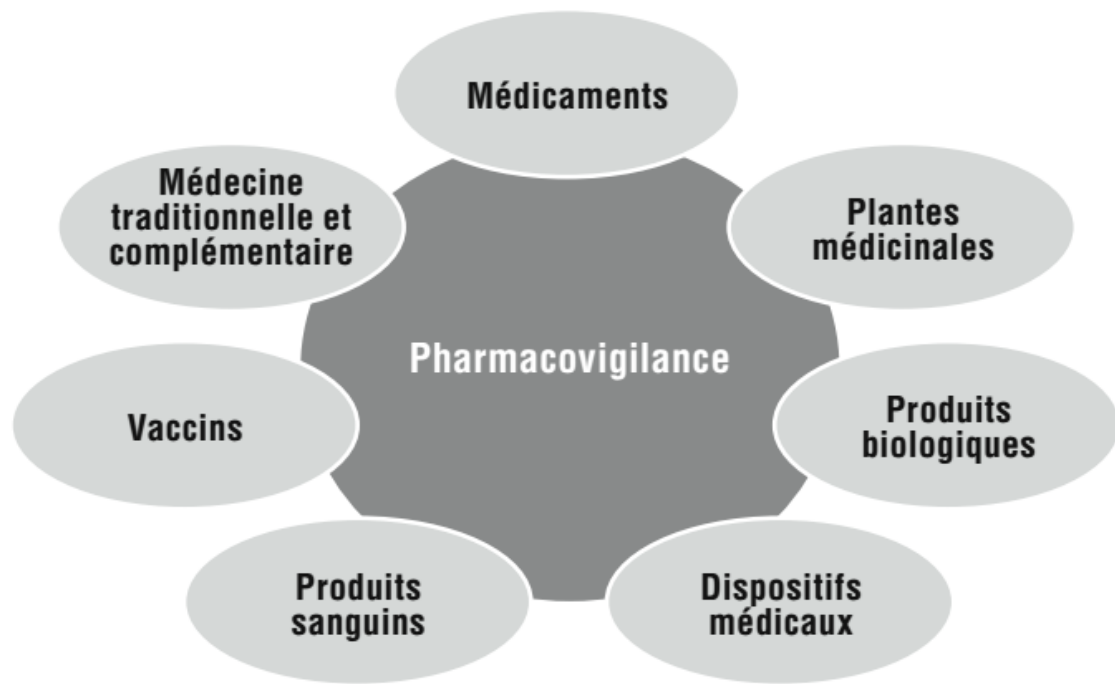 Médicaments
Médecine
traditionnelle et
complémentaire
Plantes
médicinales
Pharmacovigilance
Vaccins
Produits
biologiques
Produits
sanguins
Dispositifs
médicaux